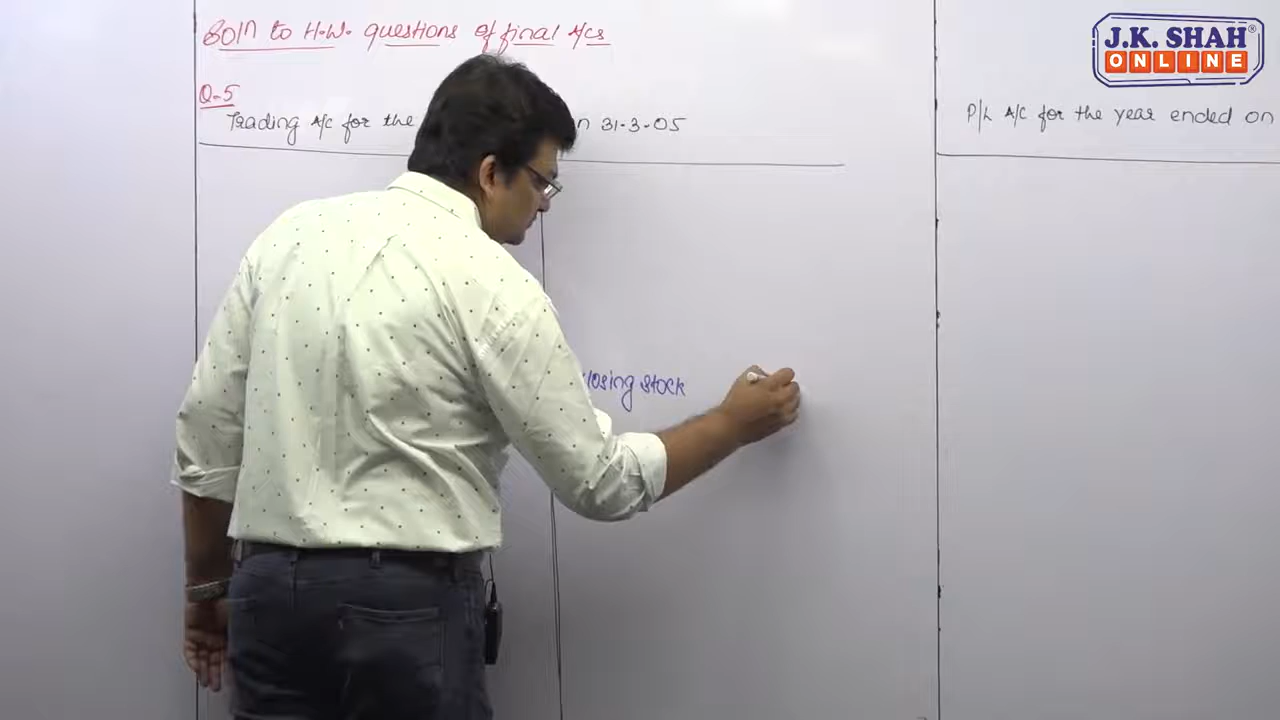 Soln to H.W. questions of final A/cs
Q-5
Trading A/c for the
31-3-05
closing stock
P/L A/c for the year ended on
J.K. SHAH®
ONLINE